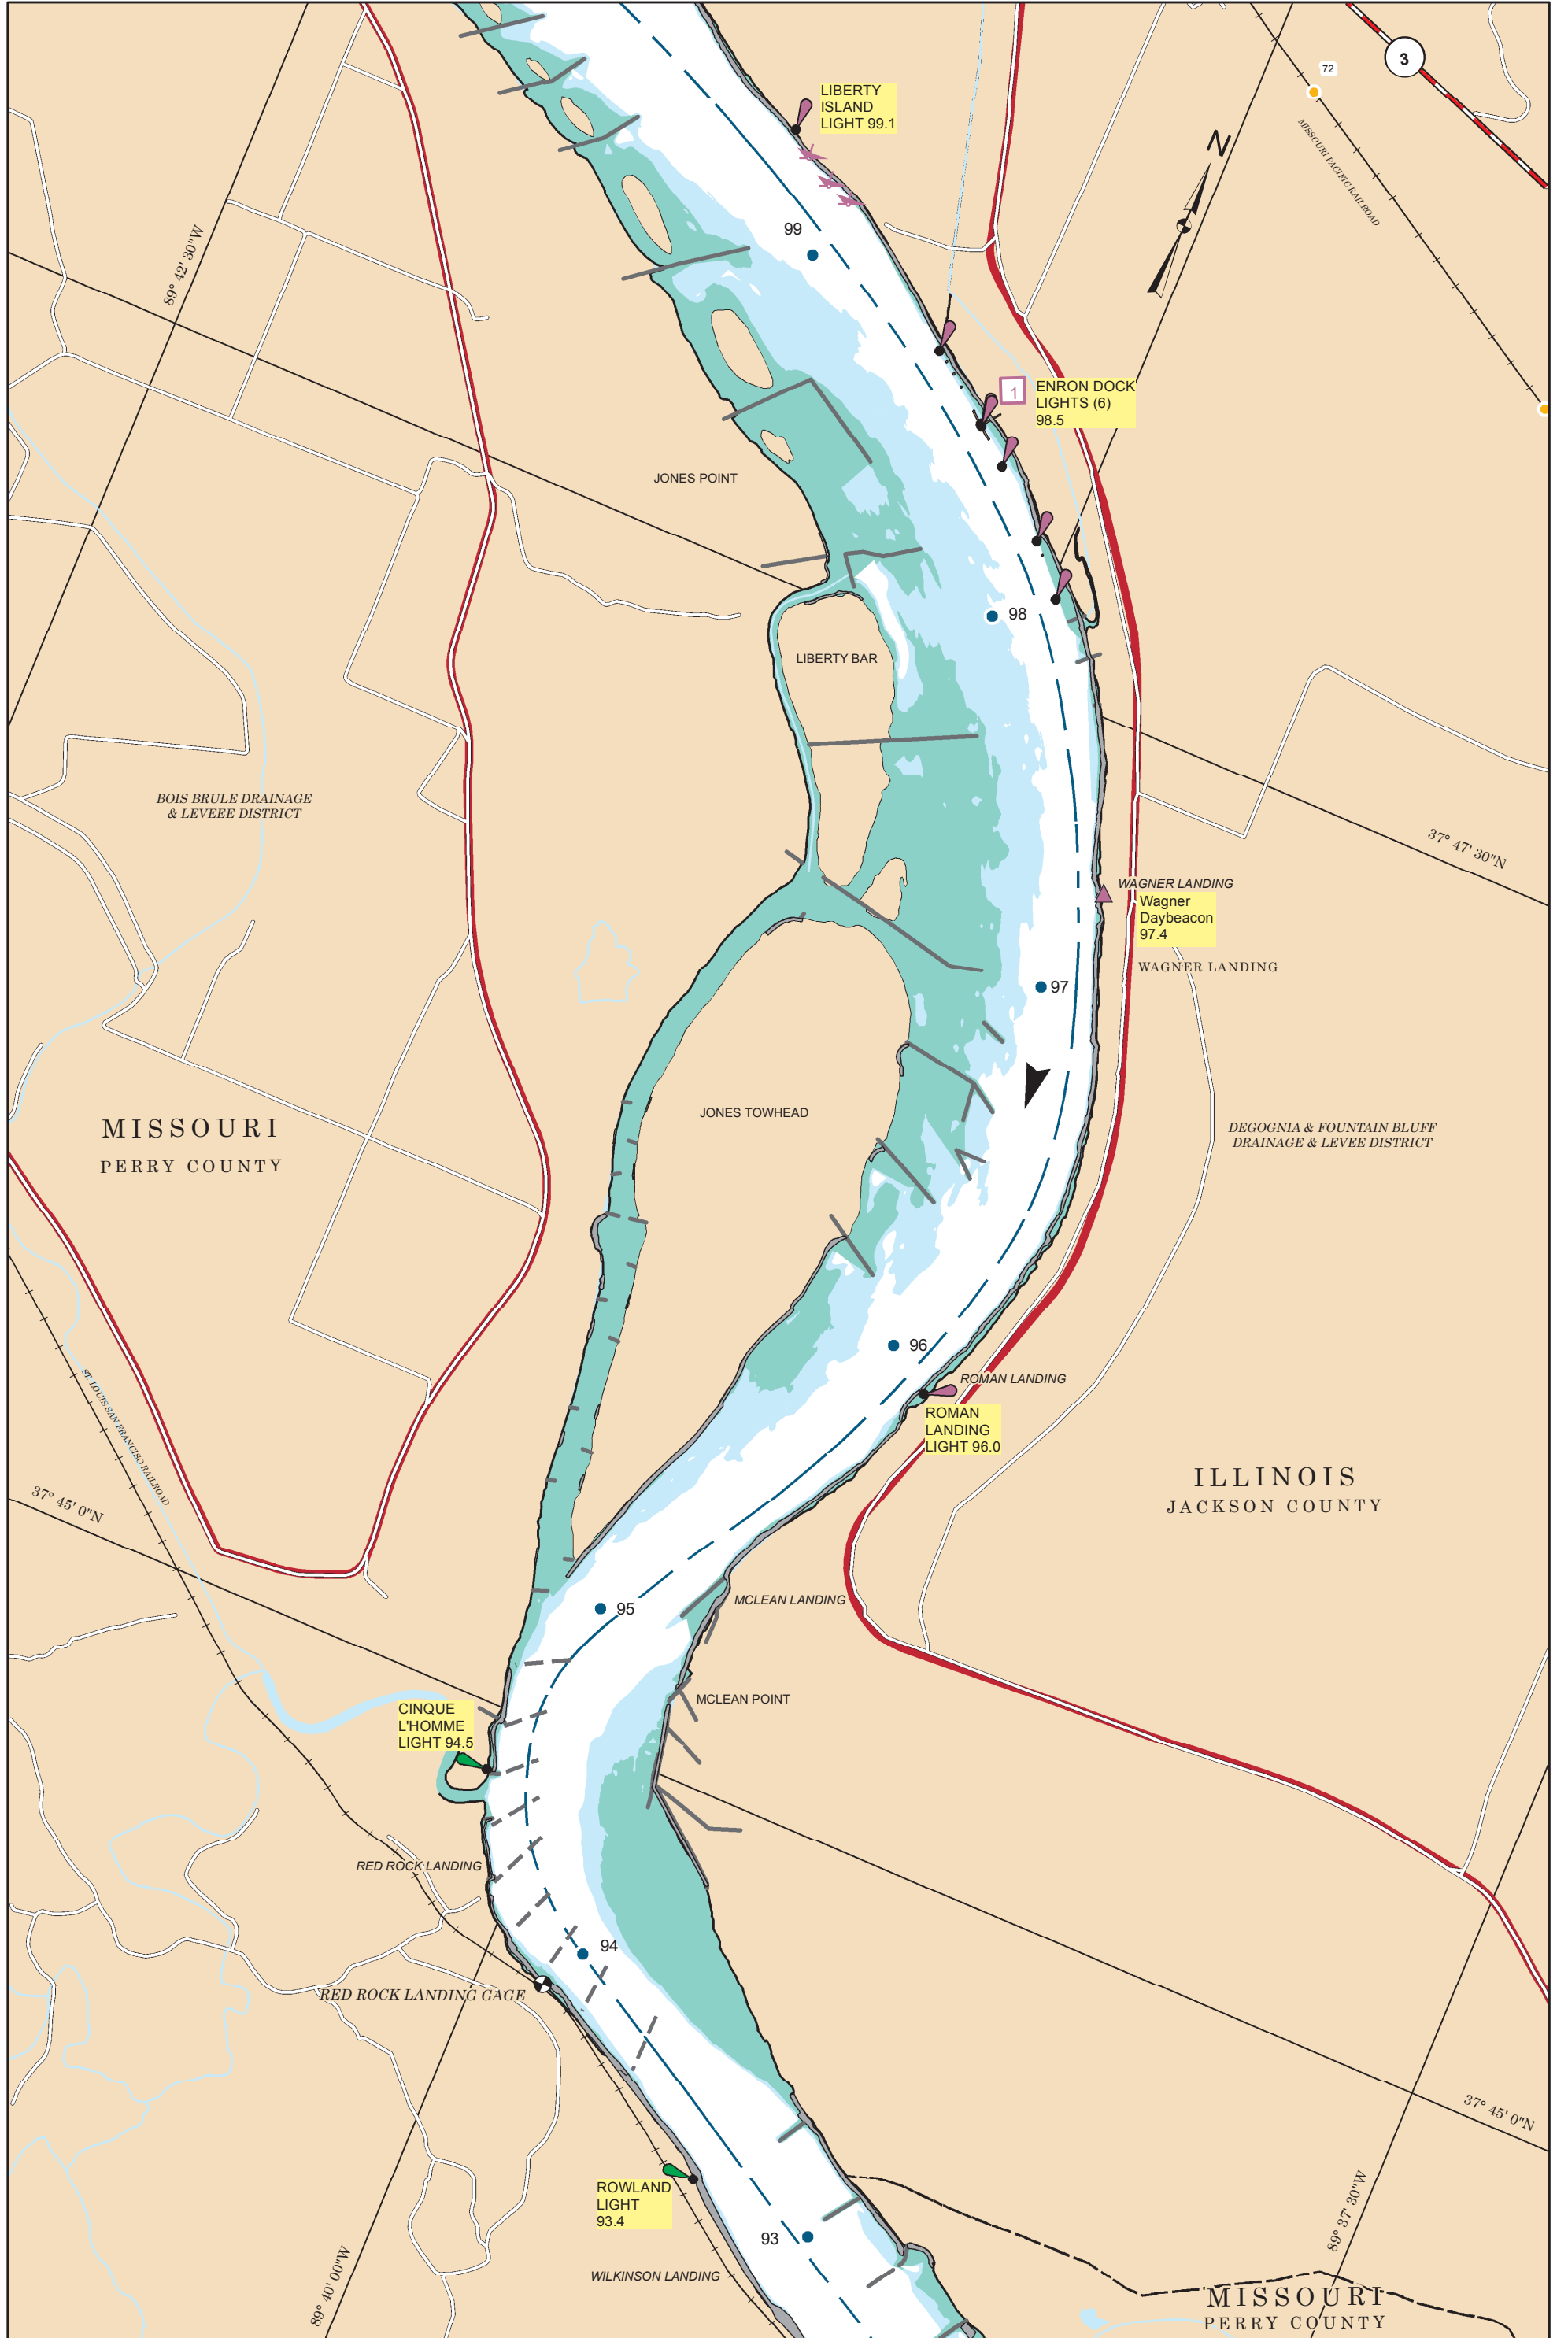 3
72
MISSOURI PACIFIC RAILROAD
LIBERTY
ISLAND
LIGHT 99.1
N
99
89° 42' 30"W
1
ENRON DOCK
LIGHTS (6)
98.5
JONES POINT
98
LIBERTY BAR
BOIS BRULE DRAINAGE
& LEVEEE DISTRICT
37° 47' 30"N
WAGNER LANDING
Wagner
Daybeacon
97.4
WAGNER LANDING
97
JONES TOWHEAD
MISSOURI
PERRY COUNTY
DEGOGNIA & FOUNTAIN BLUFF
DRAINAGE & LEVEE DISTRICT
96
ROMAN LANDING
ROMAN
LANDING
LIGHT 96.0
ST. LOUIS SAN FRANCISO RAILROAD
ILLINOIS
JACKSON COUNTY
37° 45' 0"N
95
MCLEAN LANDING
MCLEAN POINT
CINQUE
L'HOMME
LIGHT 94.5
RED ROCK LANDING
94
RED ROCK LANDING GAGE
37° 45' 0"N
ROWLAND
LIGHT
93.4
93
WILKINSON LANDING
89° 40' 00"W
89° 37' 30"W
MISSOURI
PERRY COUNTY